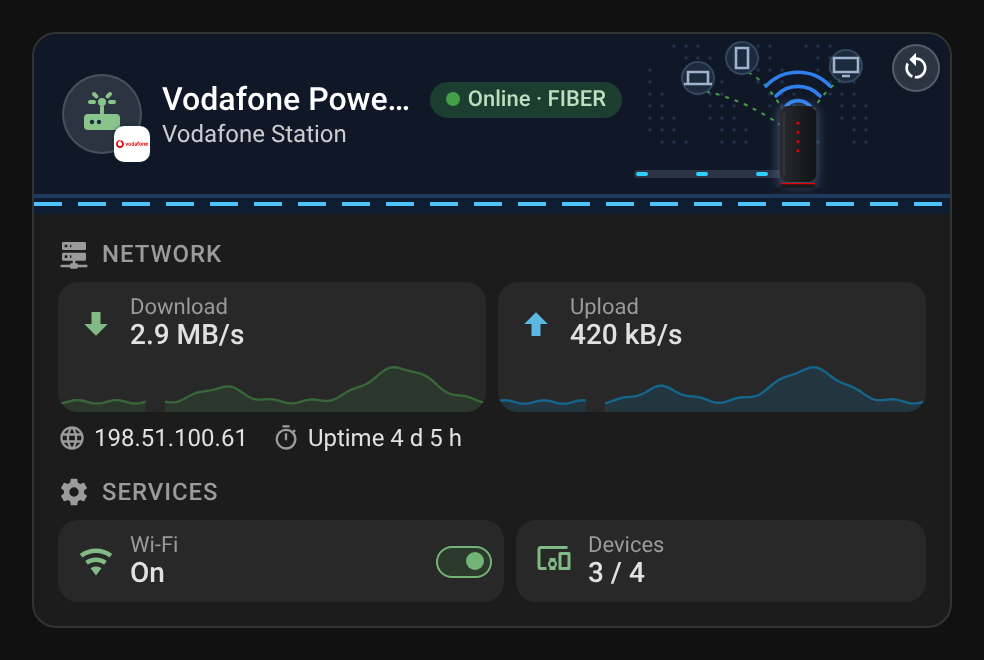 Vodafone Powe...
Online · FIBER
Vodafone Station
vodafone
NETWORK
Download
2.9 MB/s
Upload
420 kB/s
198.51.100.61
Uptime 4 d 5 h
SERVICES
Wi-Fi
On
Devices
3 / 4